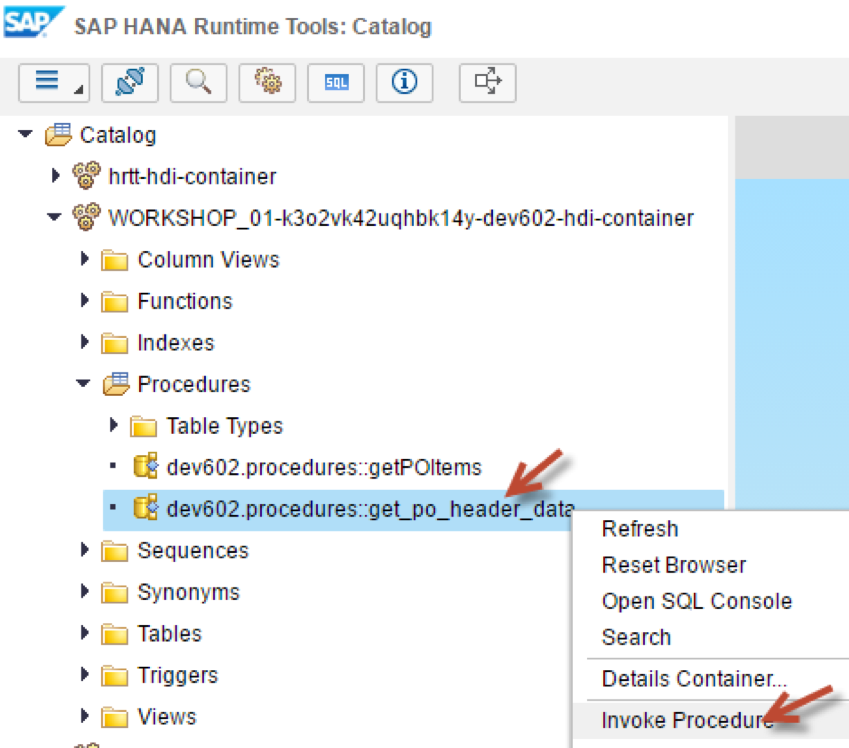 SAP SAP HANA Runtime Tools: Catalog
SQL
Catalog
hrtt-hdi-container
WORKSHOP_01-k3o2vk42uqhbk14y-dev602-hdi-container
Column Views
Functions
Indexes
Procedures
Table Types
dev602.procedures::getPOItems
dev602.procedures::get_po_header_data
Refresh
Sequences
Reset Browser
Synonyms
Open SQL Console
Tables
Search
Triggers
Details Container...
Views
Invoke Procedure